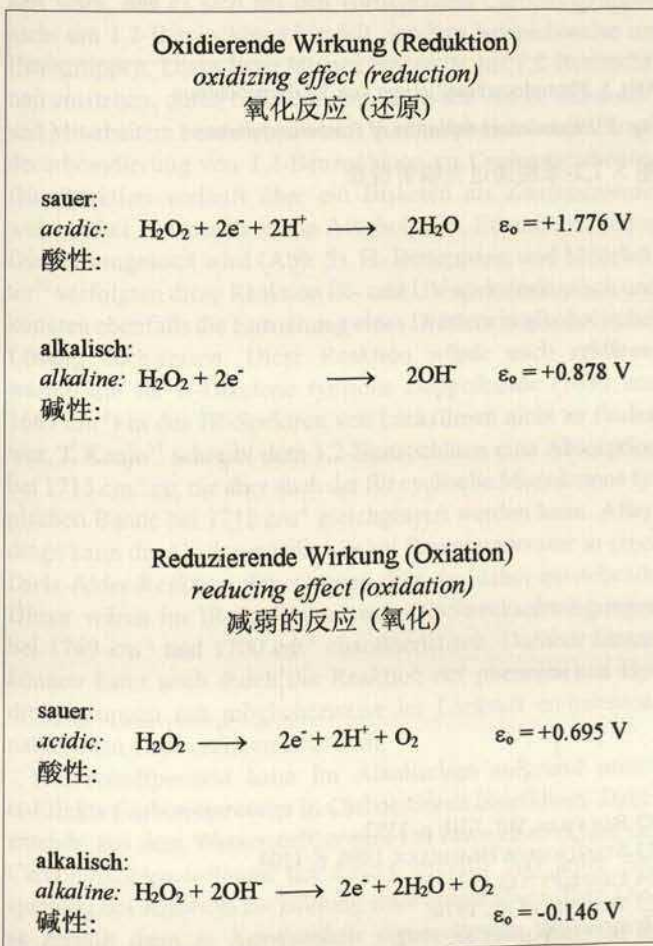 Oxidierende Wirkung (Reduktion)
oxidizing effect (reduction)
氧化反应 (还原)
sauer:
acidic: H₂O₂ + 2e⁻ + 2H⁺ ⟶ 2H₂O ε₀ = +1.776 V
酸性:
alkalisch:
alkaline: H₂O₂ + 2e⁻ ⟶ 2OH⁻ ε₀ = +0.878 V
碱性:
Reduzierende Wirkung (Oxiation)
reducing effect (oxidation)
减弱的反应 (氧化)
sauer:
acidic: H₂O₂ ⟶ 2e⁻ + 2H⁺ + O₂ ε₀ = +0.695 V
酸性:
alkalisch:
alkaline: H₂O₂ + 2OH⁻ ⟶ 2e⁻ + 2H₂O + O₂
碱性: ε₀ = -0.146 V